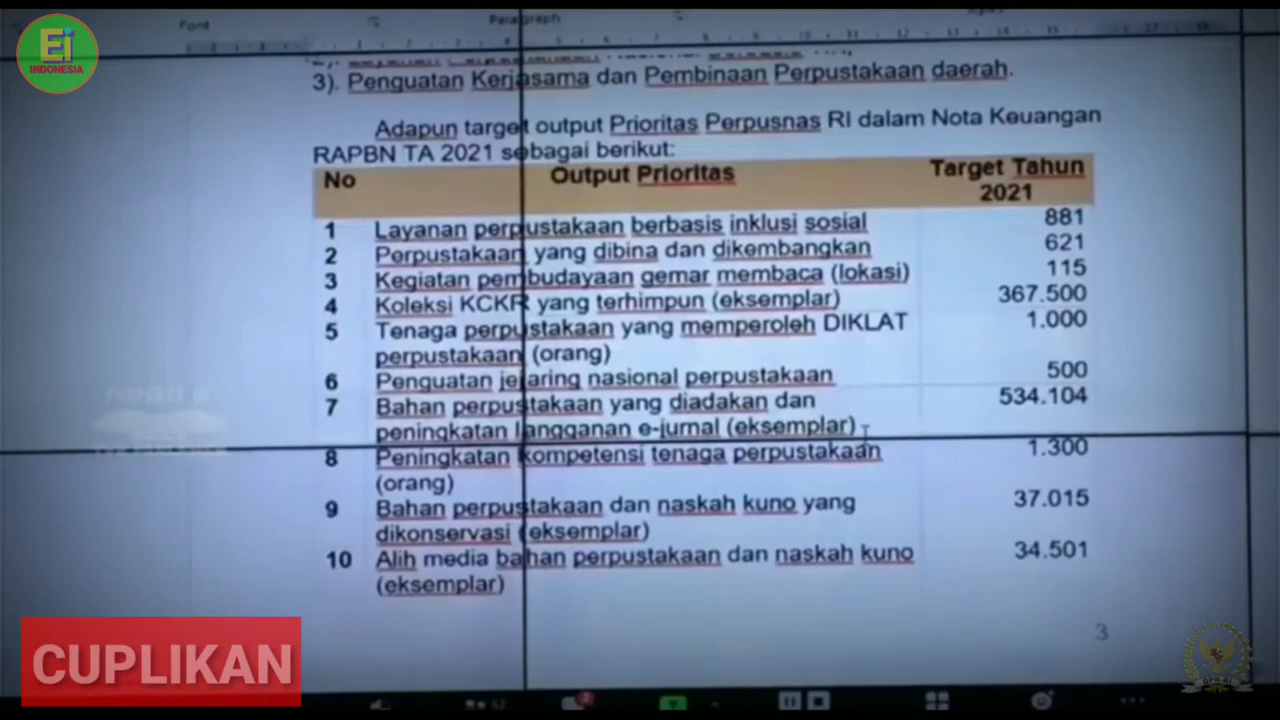 Font
Paragraph
Ei
INDONESIA
3). Penguatan Kerjasama dan Pembinaan Perpustakaan daerah.
Adapun target output Prioritas Perpusnas RI dalam Nota Keuangan
RAPBN TA 2021 sebagai berikut:
No Output Prioritas Target Tahun
2021
1 Layanan perpustakaan berbasis inklusi sosial 881
2 Perpustakaan yang dibina dan dikembangkan 621
3 Kegiatan pembudayaan gemar membaca (lokasi) 115
4 Koleksi KCKR yang terhimpun (eksemplar) 367.500
5 Tenaga perpustakaan yang memperoleh DIKLAT 1.000
perpustakaan (orang)
6 Penguatan jejaring nasional perpustakaan 500
7 Bahan perpustakaan yang diadakan dan 534.104
peningkatan langganan e-jurnal (eksemplar)
8 Peningkatan kompetensi tenaga perpustakaan 1.300
(orang)
9 Bahan perpustakaan dan naskah kuno yang 37.015
dikonservasi (eksemplar)
10 Alih media bahan perpustakaan dan naskah kuno 34.501
(eksemplar)
3
CUPLIKAN
DPR RI